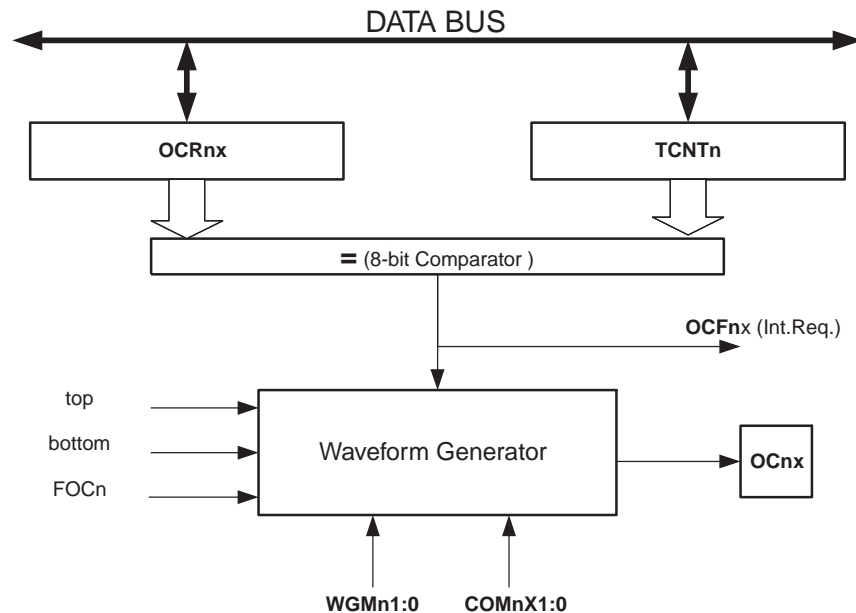 DATA BUS
OCRnx
TCNTn
= (8-bit Comparator )
OCFnx (Int.Req.)
top
bottom
FOCn
Waveform Generator
OCnx
WGMn1:0
COMnX1:0